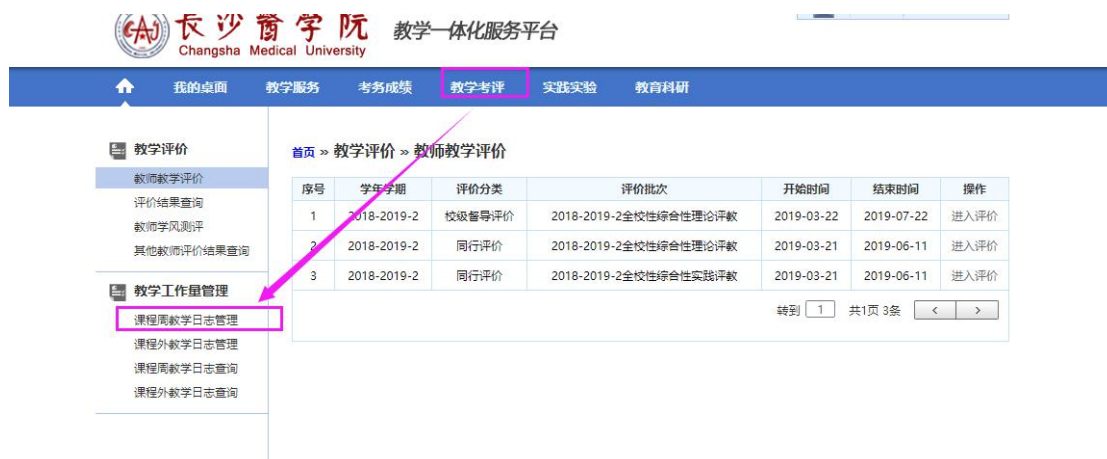 CAJ
长沙医学院
Changsha Medical University
教学一体化服务平台
我的桌面 教学服务 考务成绩 教学考评 实践实验 教育科研
教学评价
教师教学评价
评价结果查询
教师学风测评
其他教师评价结果查询
教学工作量管理
课程周教学日志管理
课程外教学日志管理
课程周教学日志查询
课程外教学日志查询
首页 » 教学评价 » 教师教学评价
序号 学年学期 评价分类 评价批次 开始时间 结束时间 操作
1 2018-2019-2 校级督导评价 2018-2019-2全校性综合性理论评教 2019-03-22 2019-07-22 进入评价
2 2018-2019-2 同行评价 2018-2019-2全校性综合性理论评教 2019-03-21 2019-06-11 进入评价
3 2018-2019-2 同行评价 2018-2019-2全校性综合性实践评教 2019-03-21 2019-06-11 进入评价
转到 1 共1页 3条 < >